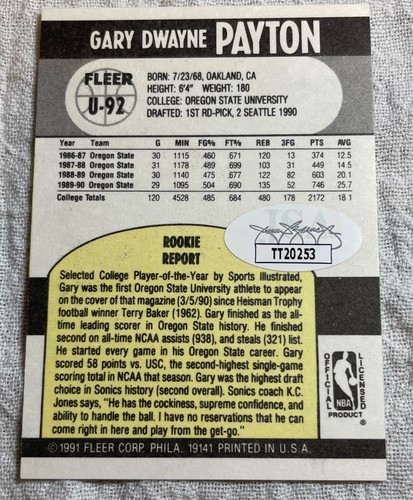 GARY DWAYNE PAYTON
FLEER
U-92
BORN: 7/23/68, OAKLAND, CA
HEIGHT: 6'4" WEIGHT: 180
COLLEGE: OREGON STATE UNIVERSITY
DRAFTED: 1ST RD-PICK, 2 SEATTLE 1990
Year Team G MIN FG% FT% REB 3FG PTS AVG
1986-87 Oregon State 30 1115 .460 .671 120 13 374 12.5
1987-88 Oregon State 31 1178 .489 .699 103 31 449 14.5
1988-89 Oregon State 30 1140 .475 .677 122 82 603 20.1
1989-90 Oregon State 29 1095 .504 .690 135 52 746 25.7
College Totals 120 4528 .485 .684 480 178 2172 18.1
JSA
TT20253
ROOKIE
REPORT
Selected College Player-of-the-Year by Sports Illustrated,
Gary was the first Oregon State University athlete to appear
on the cover of that magazine (3/5/90) since Heisman Trophy
football winner Terry Baker (1962). Gary finished as the all-
time leading scorer in Oregon State history. He finished
second on all-time NCAA assists (938), and steals (321) list.
He started every game in his Oregon State career. Gary
scored 58 points vs. USC, the second-highest single-game
scoring total in NCAA that season. Gary was the highest draft
choice in Sonics history (second overall). Sonics coach K.C.
Jones says, "He has the cockiness, supreme confidence, and
ability to handle the ball. I have no reservations that he can
come right in here and play from the get-go."
OFFICIAL
LICENSED
NBA
PRODUCT ®
© 1991 FLEER CORP. PHILA. 19141 PRINTED IN U.S.A.